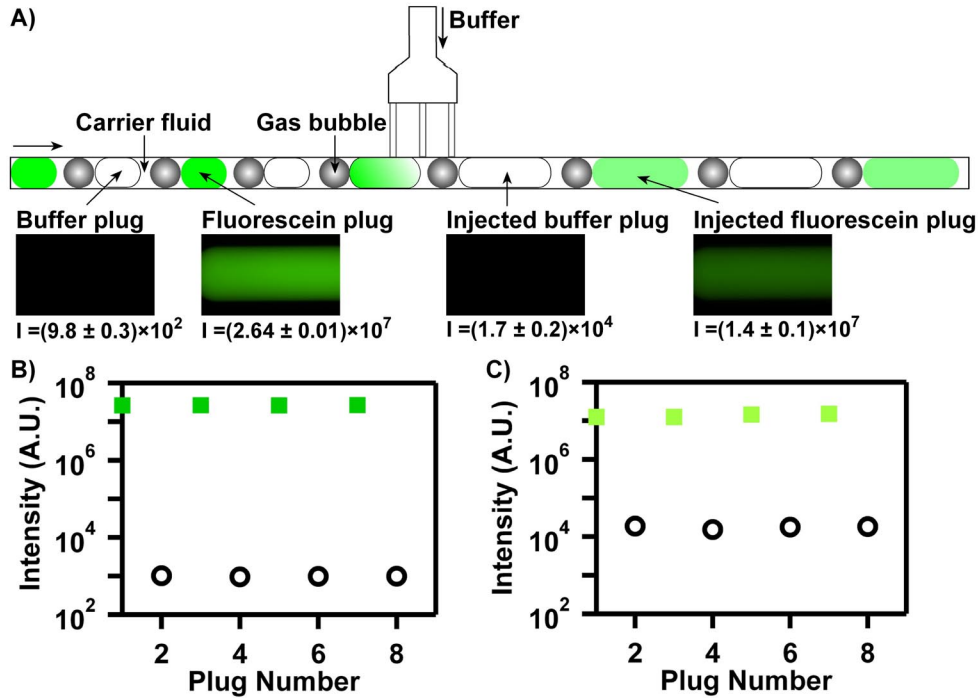 A)
Buffer
Carrier fluid
Gas bubble
Buffer plug
Fluorescein plug
Injected buffer plug
Injected fluorescein plug
I =(9.8 ± 0.3)×10²
I =(2.64 ± 0.01)×10⁷
I =(1.7 ± 0.2)×10⁴
I =(1.4 ± 0.1)×10⁷
B)
Intensity (A.U.)
10⁸
10⁶
10⁴
10²
2 4 6 8
Plug Number
C)
Intensity (A.U.)
10⁸
10⁶
10⁴
10²
2 4 6 8
Plug Number